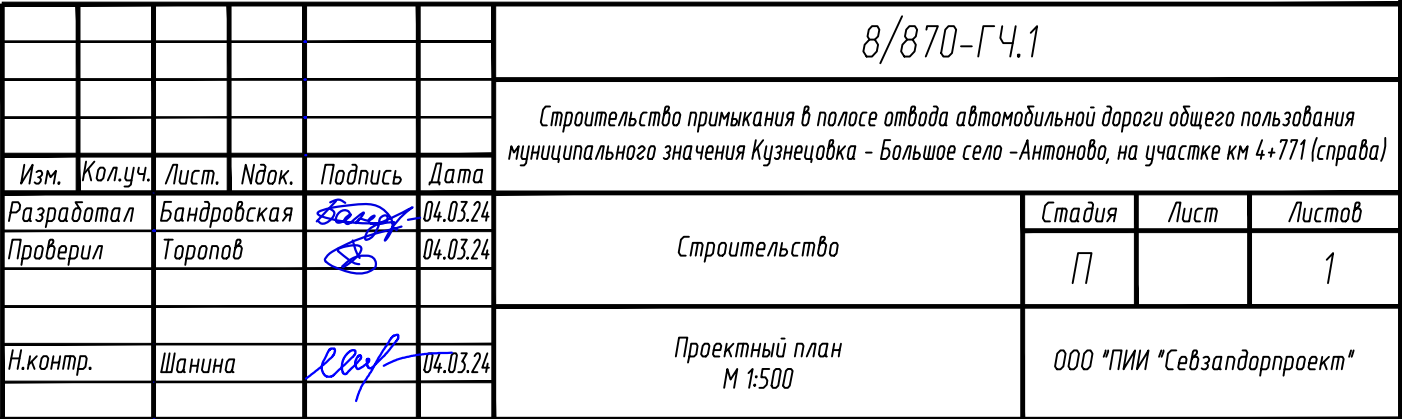 8/870-ГЧ.1
Строительство примыкания в полосе отвода автомобильной дороги общего пользования
муниципального значения Кузнецовка - Большое село -Антоново, на участке км 4+771 (справа)
Изм. Кол.уч. Лист. Nдок. Подпись Дата
Разработал Бандровская 04.03.24
Проверил Торопов 04.03.24
Н.контр. Шанина 04.03.24
Строительство
Стадия Лист Листов
П 1
Проектный план
М 1:500
ООО "ПИИ "Севзапдорпроект"